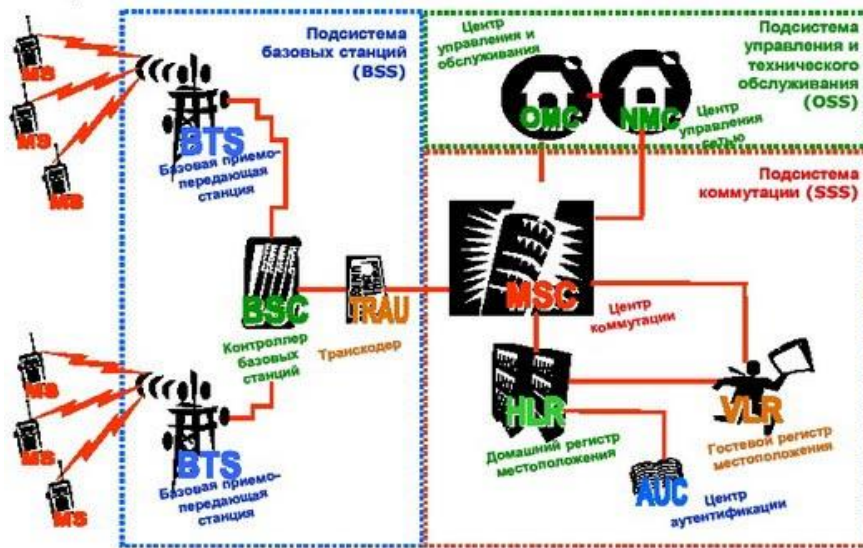 Подсистема
базовых станций
(BSS)
Центр
управления и
обслуживания
Подсистема
управления и
технического
обслуживания
(OSS)
OMC
NMC
Центр
управления
сетью
MS
MS
MS
BTS
Базовая приемо-
передающая
станция
Подсистема
коммутации (SSS)
BSC
TRAU
MSC
Контроллер
базовых
станций
Транскодер
Центр
коммутации
MS
MS
MS
BTS
Базовая приемо-
передающая
станция
HLR
VLR
Домашний регистр
местоположения
Гостевой регистр
местоположения
AUC
Центр
аутентификации